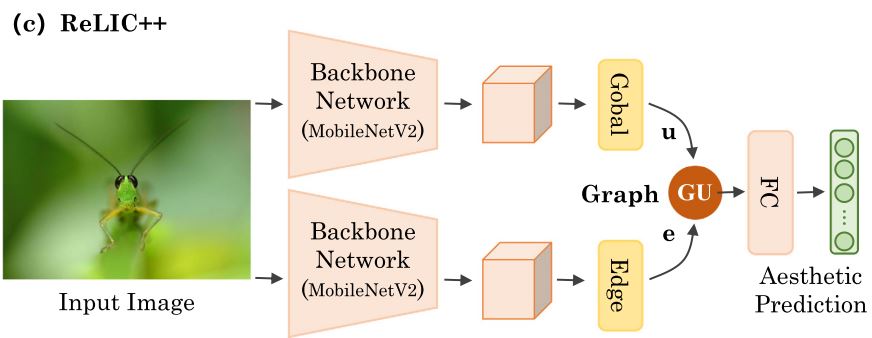 (c) ReLIC++
Backbone
Network
(MobileNetV2)
Gobal
u
Graph
GU
FC
Backbone
Network
(MobileNetV2)
e
Edge
Input Image
Aesthetic
Prediction